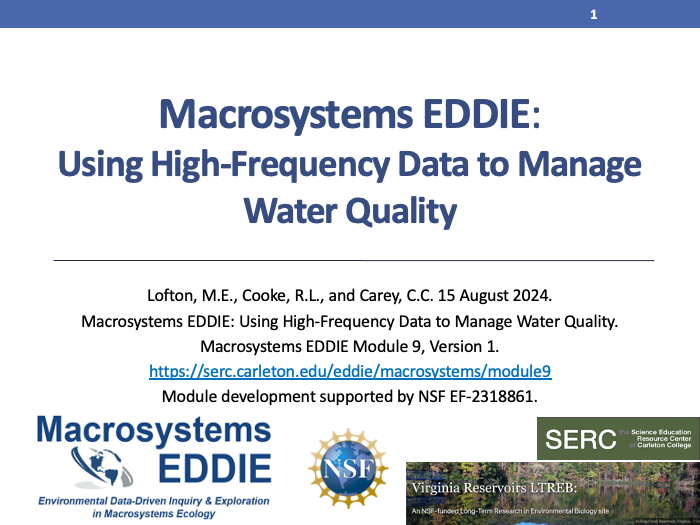 1
Macrosystems EDDIE:
Using High-Frequency Data to Manage
Water Quality
Lofton, M.E., Cooke, R.L., and Carey, C.C. 15 August 2024.
Macrosystems EDDIE: Using High-Frequency Data to Manage Water Quality.
Macrosystems EDDIE Module 9, Version 1.
https://serc.carleton.edu/eddie/macrosystems/module9
Module development supported by NSF EF-2318861.
Macrosystems
EDDIE
Environmental Data-Driven Inquiry & Exploration
in Macrosystems Ecology
NSF
SERC
the Science Education
Resource Center
at Carleton College
Virginia Reservoirs LTREB:
An NSF-funded Long-Term Research in Environmental Biology site